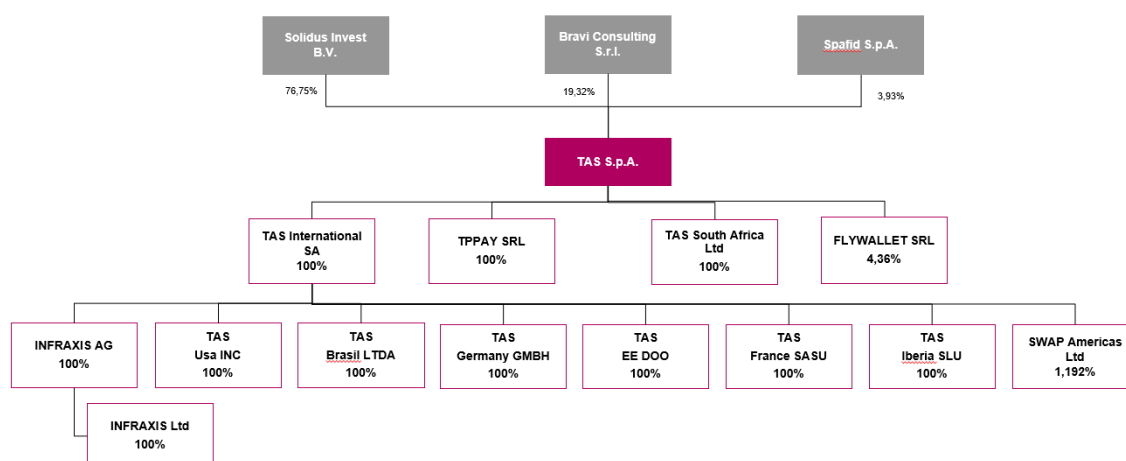 Solidus Invest
B.V.
Bravi Consulting
S.r.l.
Spafid S.p.A.
76,75%
19,32%
3,93%
TAS S.p.A.
TAS International
SA
100%
TPPAY SRL
100%
TAS South Africa
Ltd
100%
FLYWALLET SRL
4,36%
INFRAXIS AG
100%
TAS
Usa INC
100%
TAS
Brasil LTDA
100%
TAS
Germany GMBH
100%
TAS
EE DOO
100%
TAS
France SASU
100%
TAS
Iberia SLU
100%
SWAP Americas
Ltd
1,192%
INFRAXIS Ltd
100%